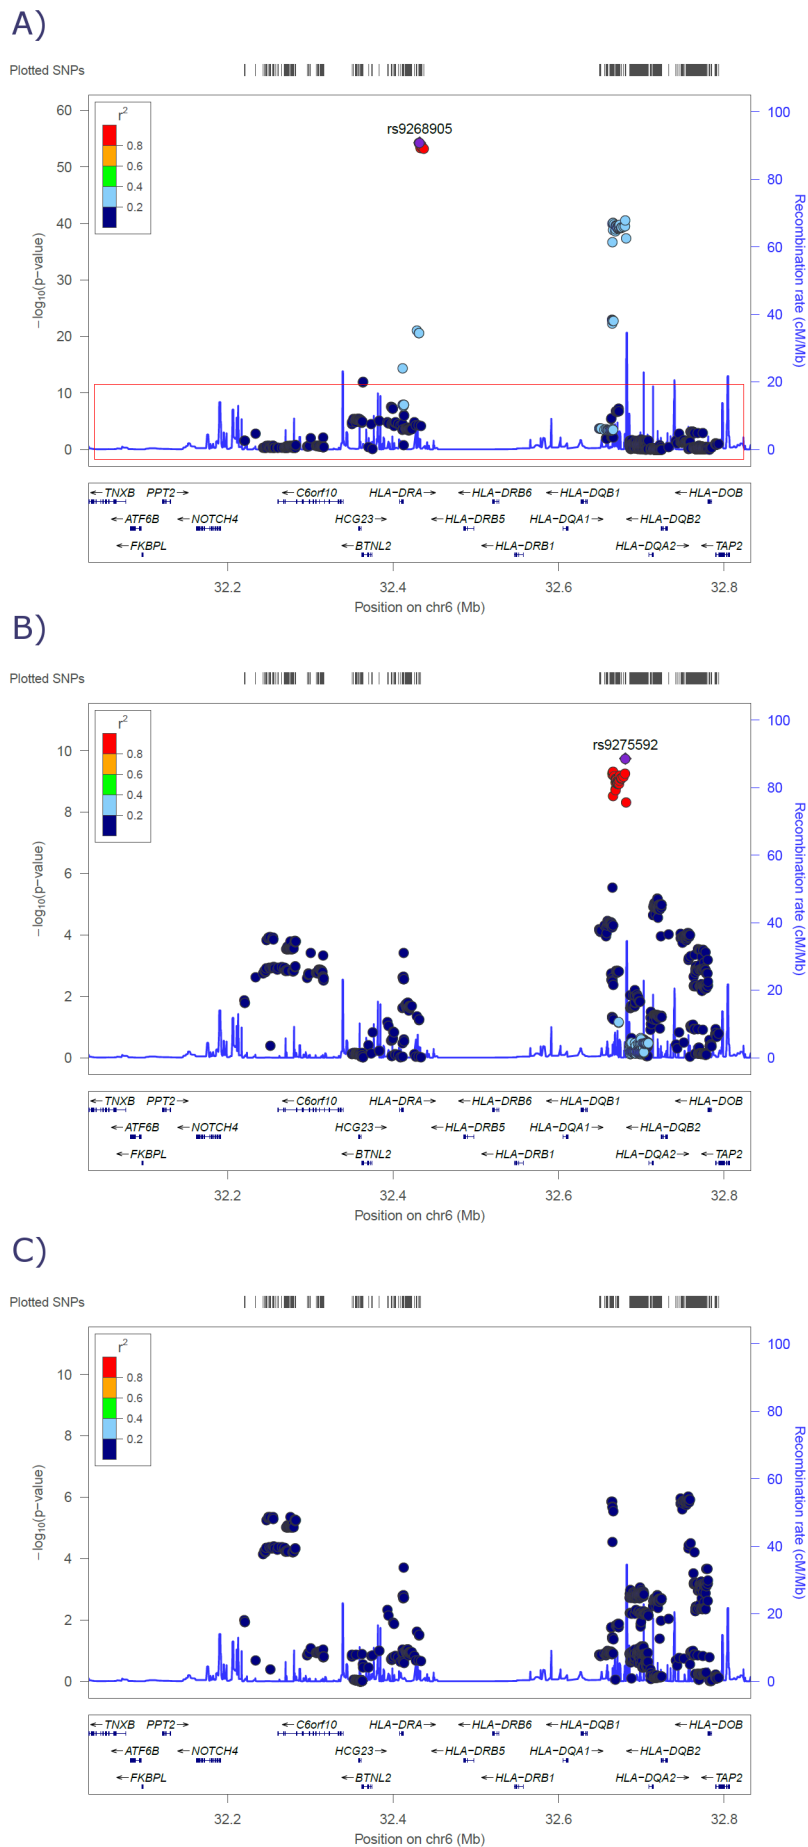 A)
Plotted SNPs
r²
0.8
0.6
0.4
0.2
rs9268905
60
50
40
30
20
10
0
−log₁₀(p−value)
100
80
60
40
20
0
Recombination rate (cM/Mb)
←TNXB PPT2→ ←C6orf10 HLA−DRA→ HLA−DRB6 ←HLA−DQB1 ←HLA−DOB
←ATF6B ←NOTCH4 HCG23→ ←HLA−DRB5 HLA−DQA1→ ←HLA−DQB2
←FKBPL ←BTNL2 ←HLA−DRB1 HLA−DQA2→ ←TAP2
32.2 32.4 32.6 32.8
Position on chr6 (Mb)
B)
Plotted SNPs
r²
0.8
0.6
0.4
0.2
rs9275592
10
8
6
4
2
0
−log₁₀(p−value)
100
80
60
40
20
0
Recombination rate (cM/Mb)
←TNXB PPT2→ ←C6orf10 HLA−DRA→ ←HLA−DRB6 ←HLA−DQB1 ←HLA−DOB
←ATF6B ←NOTCH4 HCG23→ ←HLA−DRB5 HLA−DQA1→ ←HLA−DQB2
←FKBPL ←BTNL2 ←HLA−DRB1 HLA−DQA2→ ←TAP2
32.2 32.4 32.6 32.8
Position on chr6 (Mb)
C)
Plotted SNPs
r²
0.8
0.6
0.4
0.2
10
8
6
4
2
0
−log₁₀(p−value)
100
80
60
40
20
0
Recombination rate (cM/Mb)
←TNXB PPT2→ ←C6orf10 HLA−DRA→ ←HLA−DRB6 ←HLA−DQB1 ←HLA−DOB
←ATF6B ←NOTCH4 HCG23→ ←HLA−DRB5 HLA−DQA1→ ←HLA−DQB2
←FKBPL ←BTNL2 ←HLA−DRB1 HLA−DQA2→ ←TAP2
32.2 32.4 32.6 32.8
Position on chr6 (Mb)